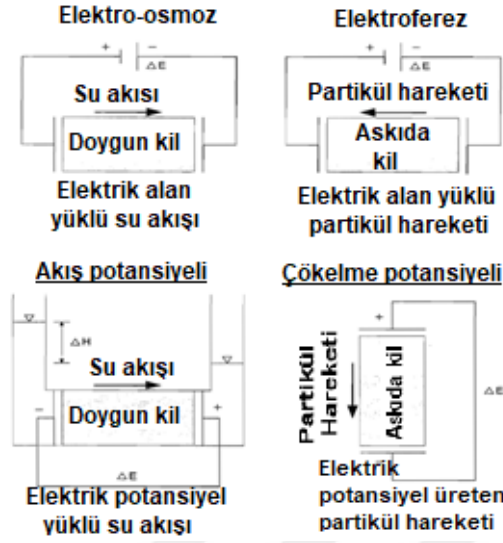 Elektro-osmoz
+ −
ΔE
Su akısı
Doygun kil
Elektrik alan
yüklü su akışı
Elektroferez
+ −
ΔE
Partikül hareketi
Askıda
kil
Elektrik alan yüklü
partikül hareketi
Akış potansiyeli
ΔH
Su akışı
− Doygun kil +
ΔE
Elektrik potansiyel
yüklü su akışı
Çökelme potansiyeli
+
Partikül
Hareketi
Askıda kil
ΔE
Elektrik
potansiyel üreten
partikül hareketi